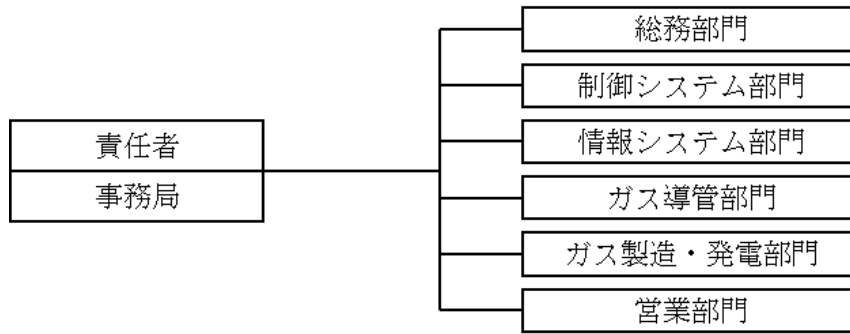 責任者
事務局
総務部門
制御システム部門
情報システム部門
ガス導管部門
ガス製造・発電部門
営業部門